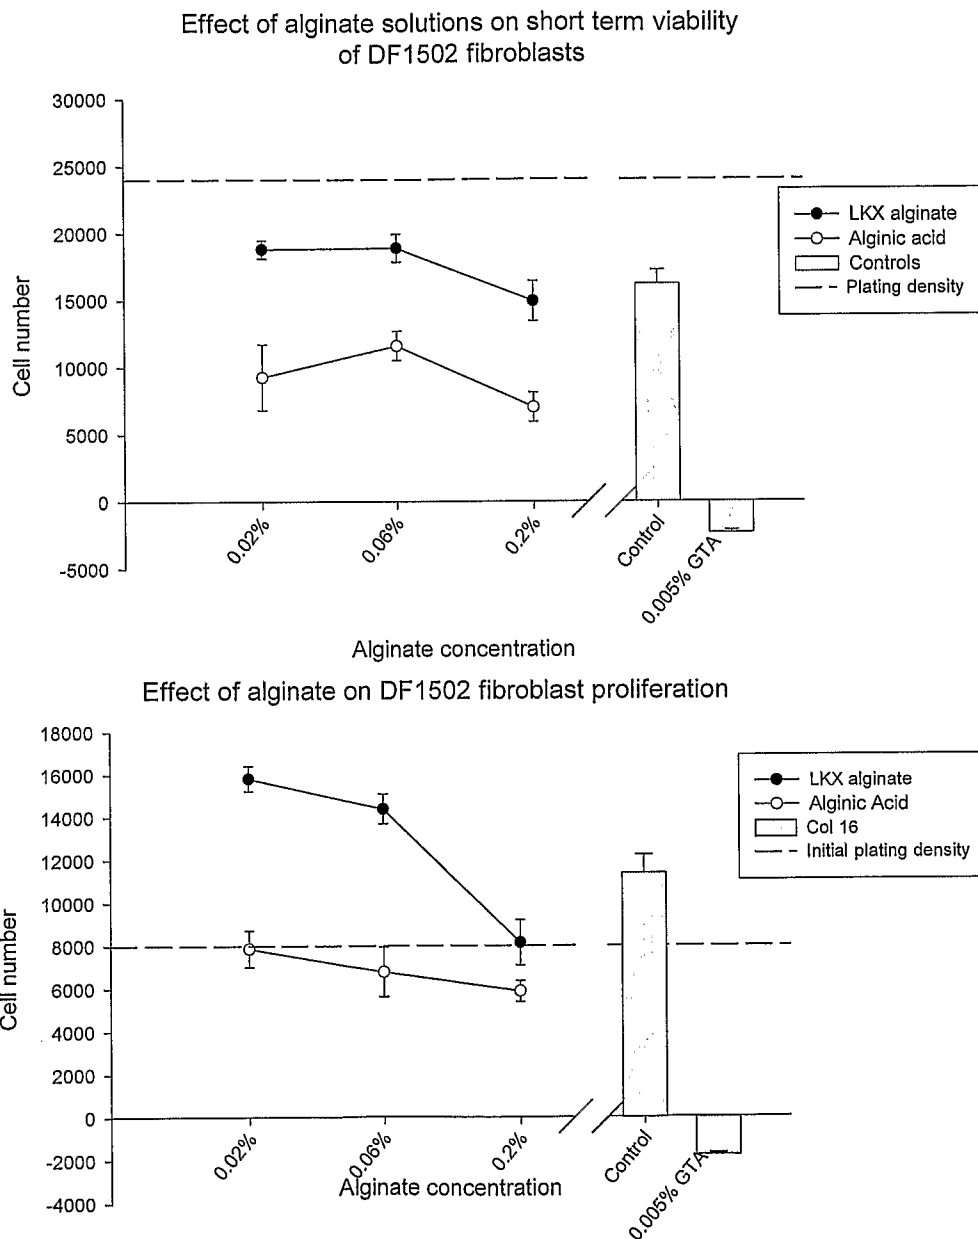 Effect of alginate solutions on short term viability
of DF1502 fibroblasts
30000
25000
20000
15000
10000
5000
0
-5000
Cell number
0.02%
0.06%
0.2%
Control
0.005% GTA
Alginate concentration
LKX alginate
Alginic acid
Controls
Plating density
Effect of alginate on DF1502 fibroblast proliferation
18000
16000
14000
12000
10000
8000
6000
4000
2000
0
-2000
-4000
Cell number
0.02%
0.06%
0.2%
Control
0.005% GTA
Alginate concentration
LKX alginate
Alginic Acid
Col 16
Initial plating density